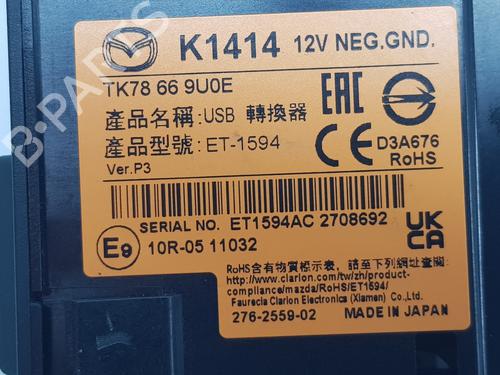 K1414 12V NEG.GND.
TK78 66 9U0E
產品名稱:USB 轉換器
產品型號: ET-1594
Ver.P3
EAC
CE
D3A676
RoHS
SERIAL NO. ET1594AC 2708692
E9
10R-05 11032
UK
CA
RoHS含有物質標示表, 請至下列網址查閱:
http://www.clarion.com/tw/zh/product-
compliance/mazda/RoHS/ET1594/
Faurecia Clarion Electronics (Xiamen) Co.,Ltd.
276-2559-02
MADE IN JAPAN